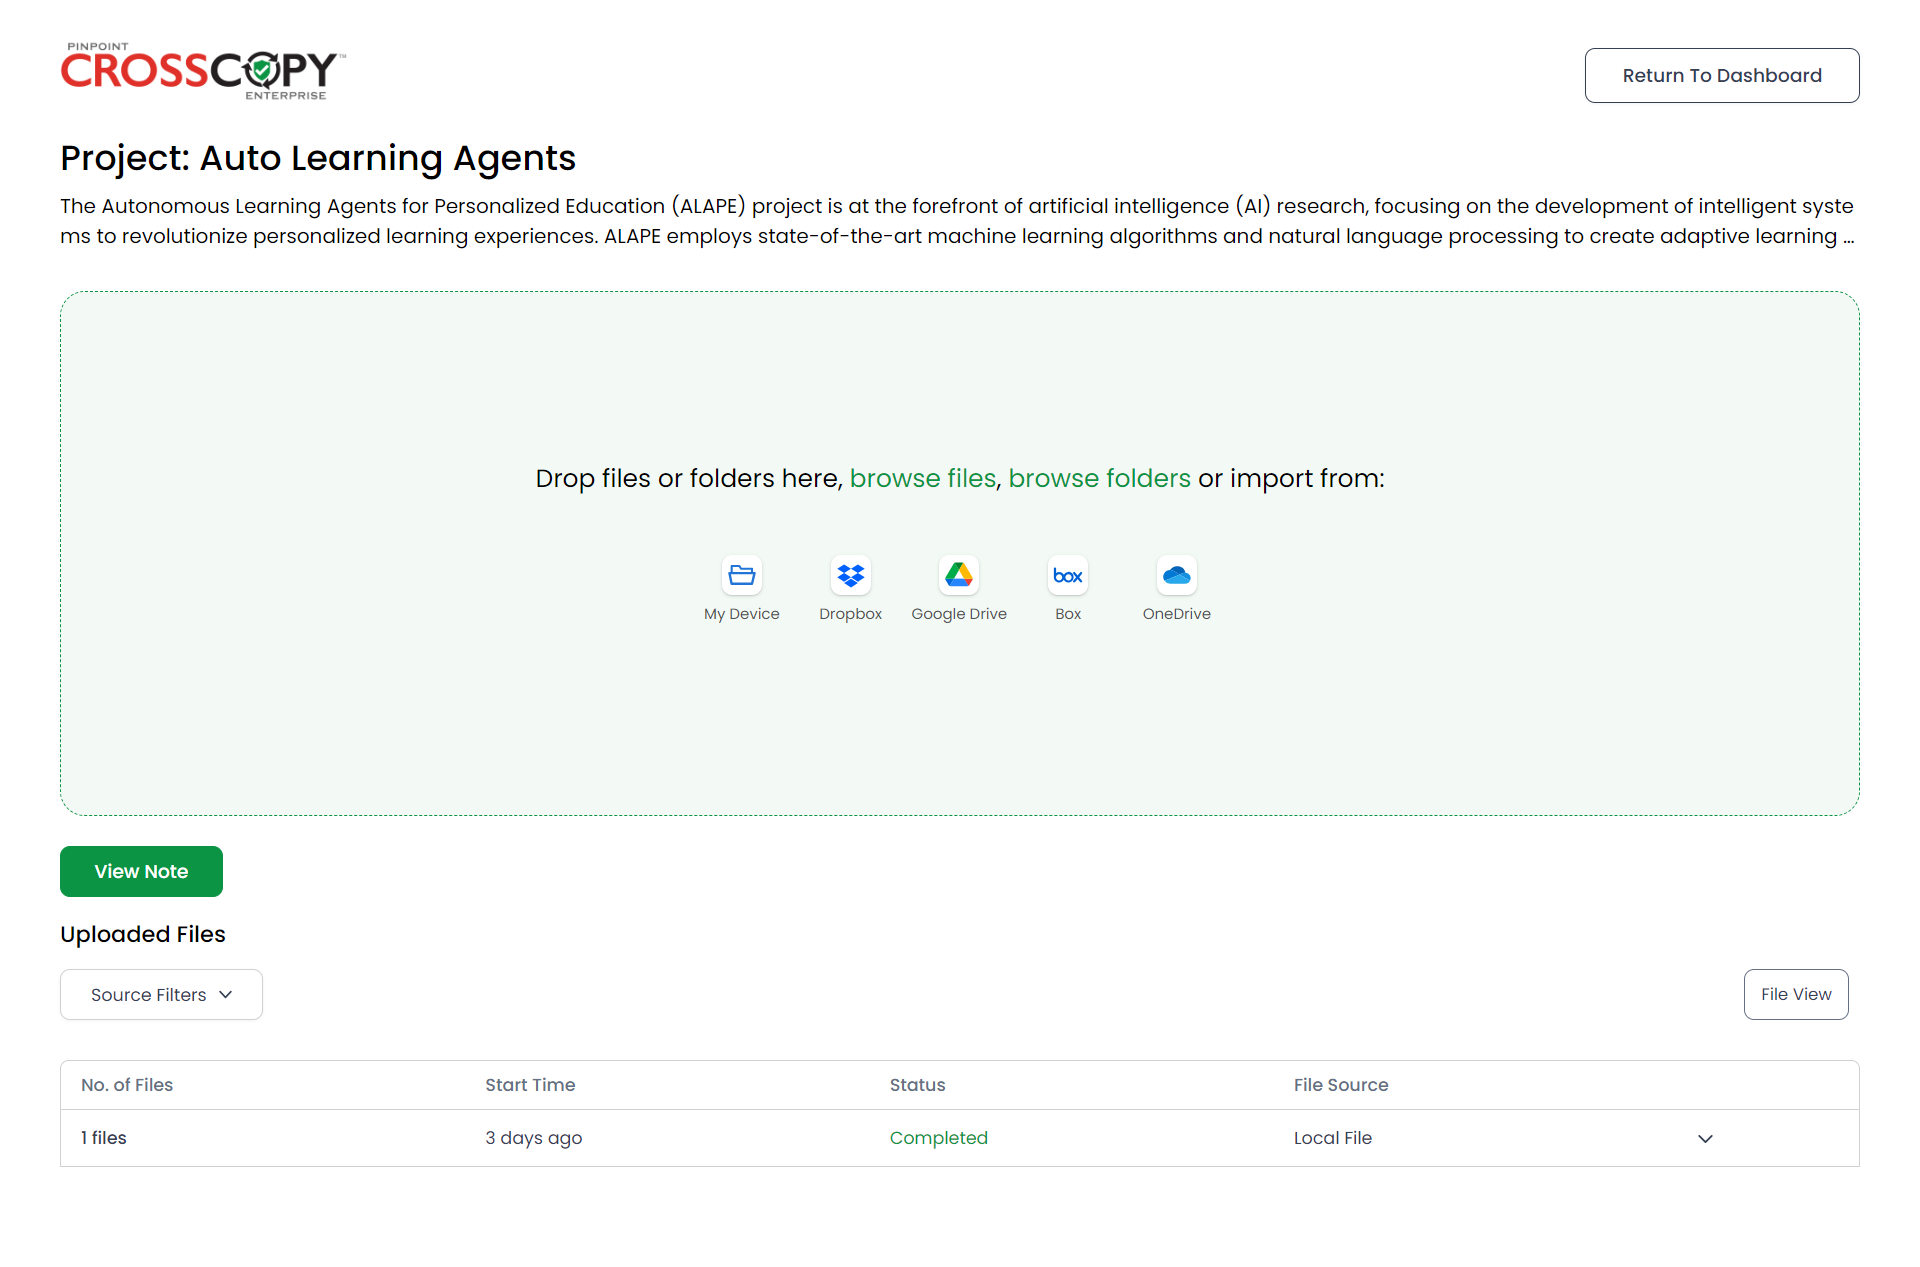 PINPOINT
CROSSCOPY™
ENTERPRISE
Return To Dashboard
Project: Auto Learning Agents
The Autonomous Learning Agents for Personalized Education (ALAPE) project is at the forefront of artificial intelligence (AI) research, focusing on the development of intelligent syste
ms to revolutionize personalized learning experiences. ALAPE employs state-of-the-art machine learning algorithms and natural language processing to create adaptive learning ...
Drop files or folders here, browse files, browse folders or import from:
box
My Device Dropbox Google Drive Box OneDrive
View Note
Uploaded Files
Source Filters
File View
No. of Files Start Time Status File Source
1 files 3 days ago Completed Local File